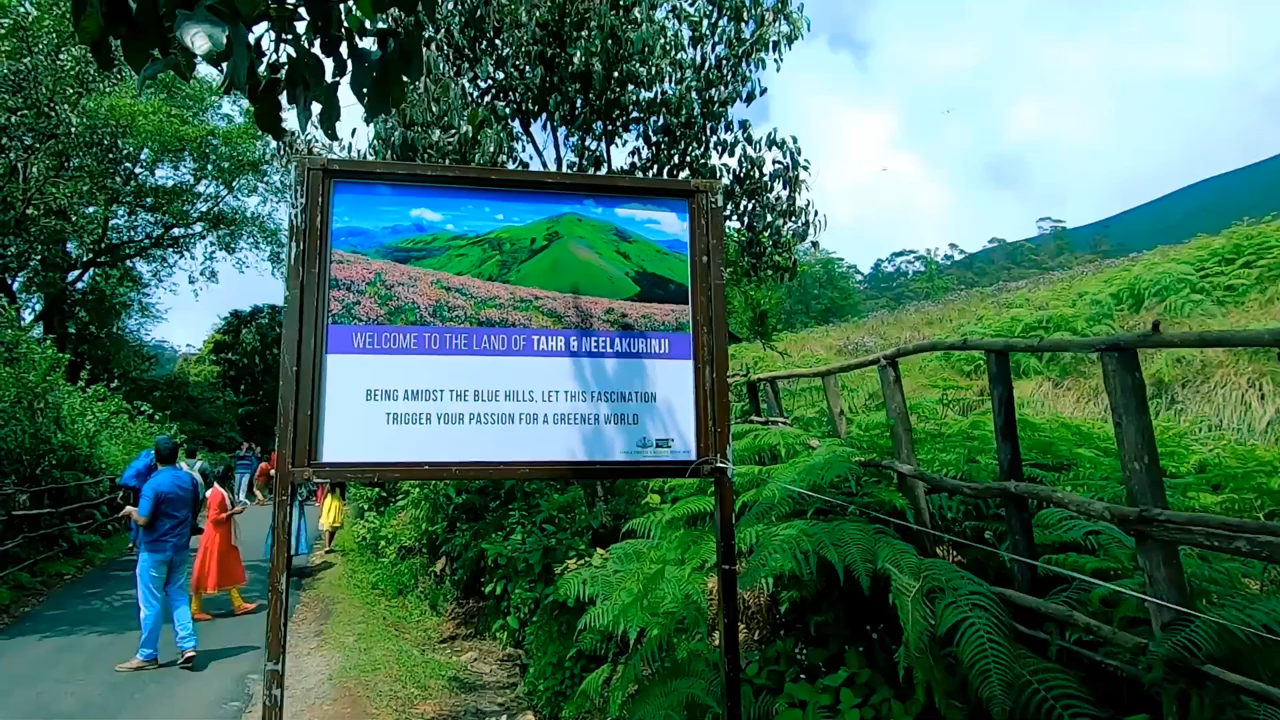 WELCOME TO THE LAND OF TAHR & NEELAKURINJI
BEING AMIDST THE BLUE HILLS, LET THIS FASCINATION
TRIGGER YOUR PASSION FOR A GREENER WORLD